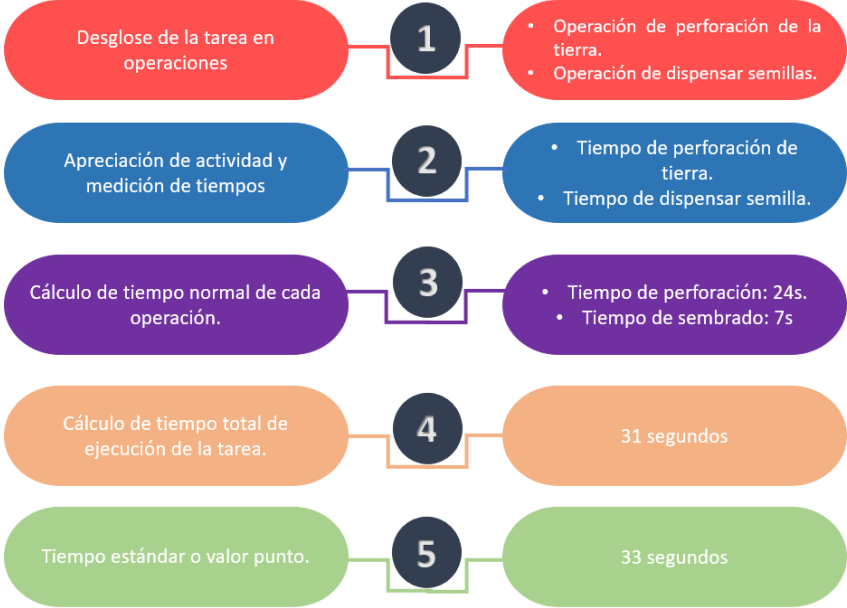 Desglose de la tarea en
operaciones
1
• Operación de perforación de la
tierra.
• Operación de dispensar semillas.
Apreciación de actividad y
medición de tiempos
2
• Tiempo de perforación de
tierra.
• Tiempo de dispensar semilla.
Cálculo de tiempo normal de cada
operación.
3
• Tiempo de perforación: 24s.
• Tiempo de sembrado: 7s
Cálculo de tiempo total de
ejecución de la tarea.
4
31 segundos
Tiempo estándar o valor punto.
5
33 segundos